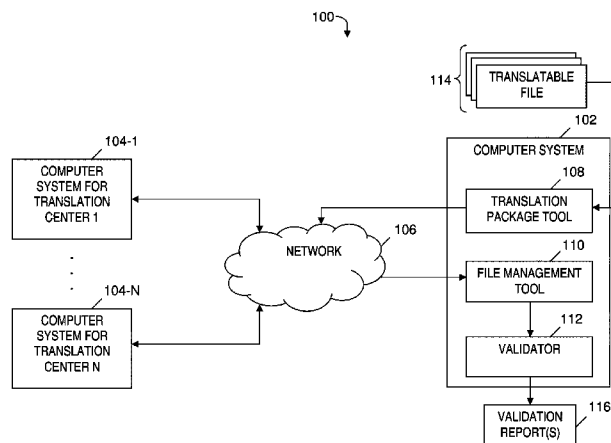 100
114
TRANSLATABLE
FILE
102
COMPUTER SYSTEM
108
TRANSLATION
PACKAGE TOOL
110
FILE MANAGEMENT
TOOL
112
VALIDATOR
VALIDATION
REPORT(S)
116
104-1
COMPUTER
SYSTEM FOR
TRANSLATION
CENTER 1
104-N
COMPUTER
SYSTEM FOR
TRANSLATION
CENTER N
NETWORK
106